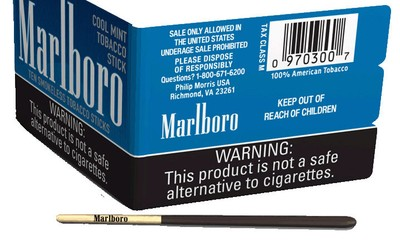 COOL MINT
TOBACCO
STICK
Marlboro
TEN SMOKELESS TOBACCO STICKS
WARNING:
This product is not a safe
alternative to cigarettes.
SALE ONLY ALLOWED IN
THE UNITED STATES
UNDERAGE SALE PROHIBITED
PLEASE DISPOSE
OF RESPONSIBLY
Questions? 1-800-671-6200
Philip Morris USA
Richmond, VA 23261
Marlboro
TAX CLASS M
0 970300 7
100% American Tobacco
KEEP OUT OF
REACH OF CHILDREN
WARNING:
This product is not a safe
alternative to cigarettes.
Marlboro